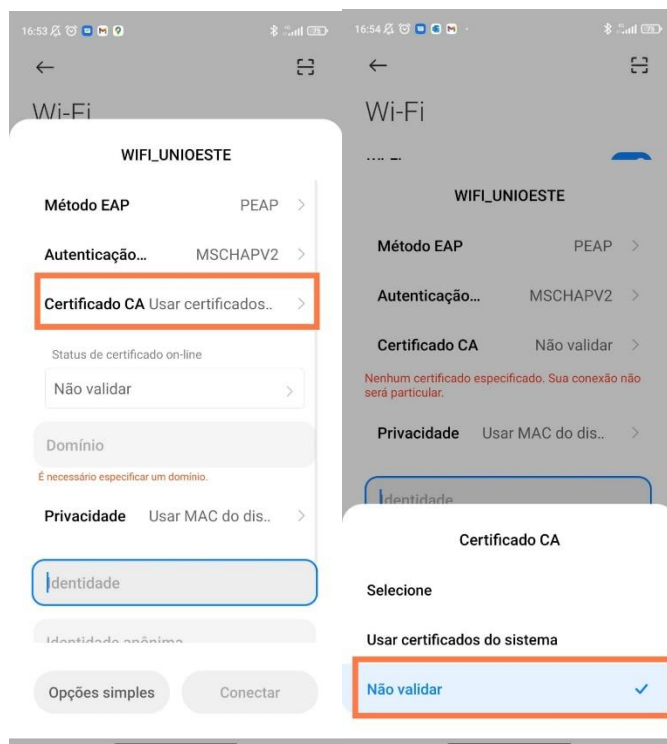 16:53
Wi-Fi
WIFI_UNIOESTE
Método EAP PEAP
Autenticação... MSCHAPV2
Certificado CA Usar certificados..
Status de certificado on-line
Não validar
Domínio
É necessário especificar um domínio.
Privacidade Usar MAC do dis..
Identidade
Identidade anônima
Opções simples Conectar
16:54
Wi-Fi
WIFI_UNIOESTE
Método EAP PEAP
Autenticação... MSCHAPV2
Certificado CA Não validar
Nenhum certificado especificado. Sua conexão não
será particular.
Privacidade Usar MAC do dis..
Identidade
Certificado CA
Selecione
Usar certificados do sistema
Não validar